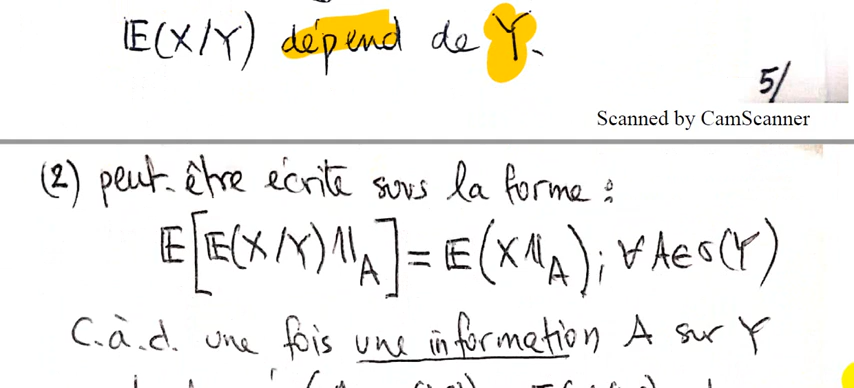 𝔼(X/Y) dépend de Y.
5/
Scanned by CamScanner
(2) peut-être écrite sous la forme :
𝔼[𝔼(X/Y)𝟙_A] = 𝔼(X𝟙_A) ; ∀ A ∈ σ(Y)
C.à.d. une fois une information A sur Y